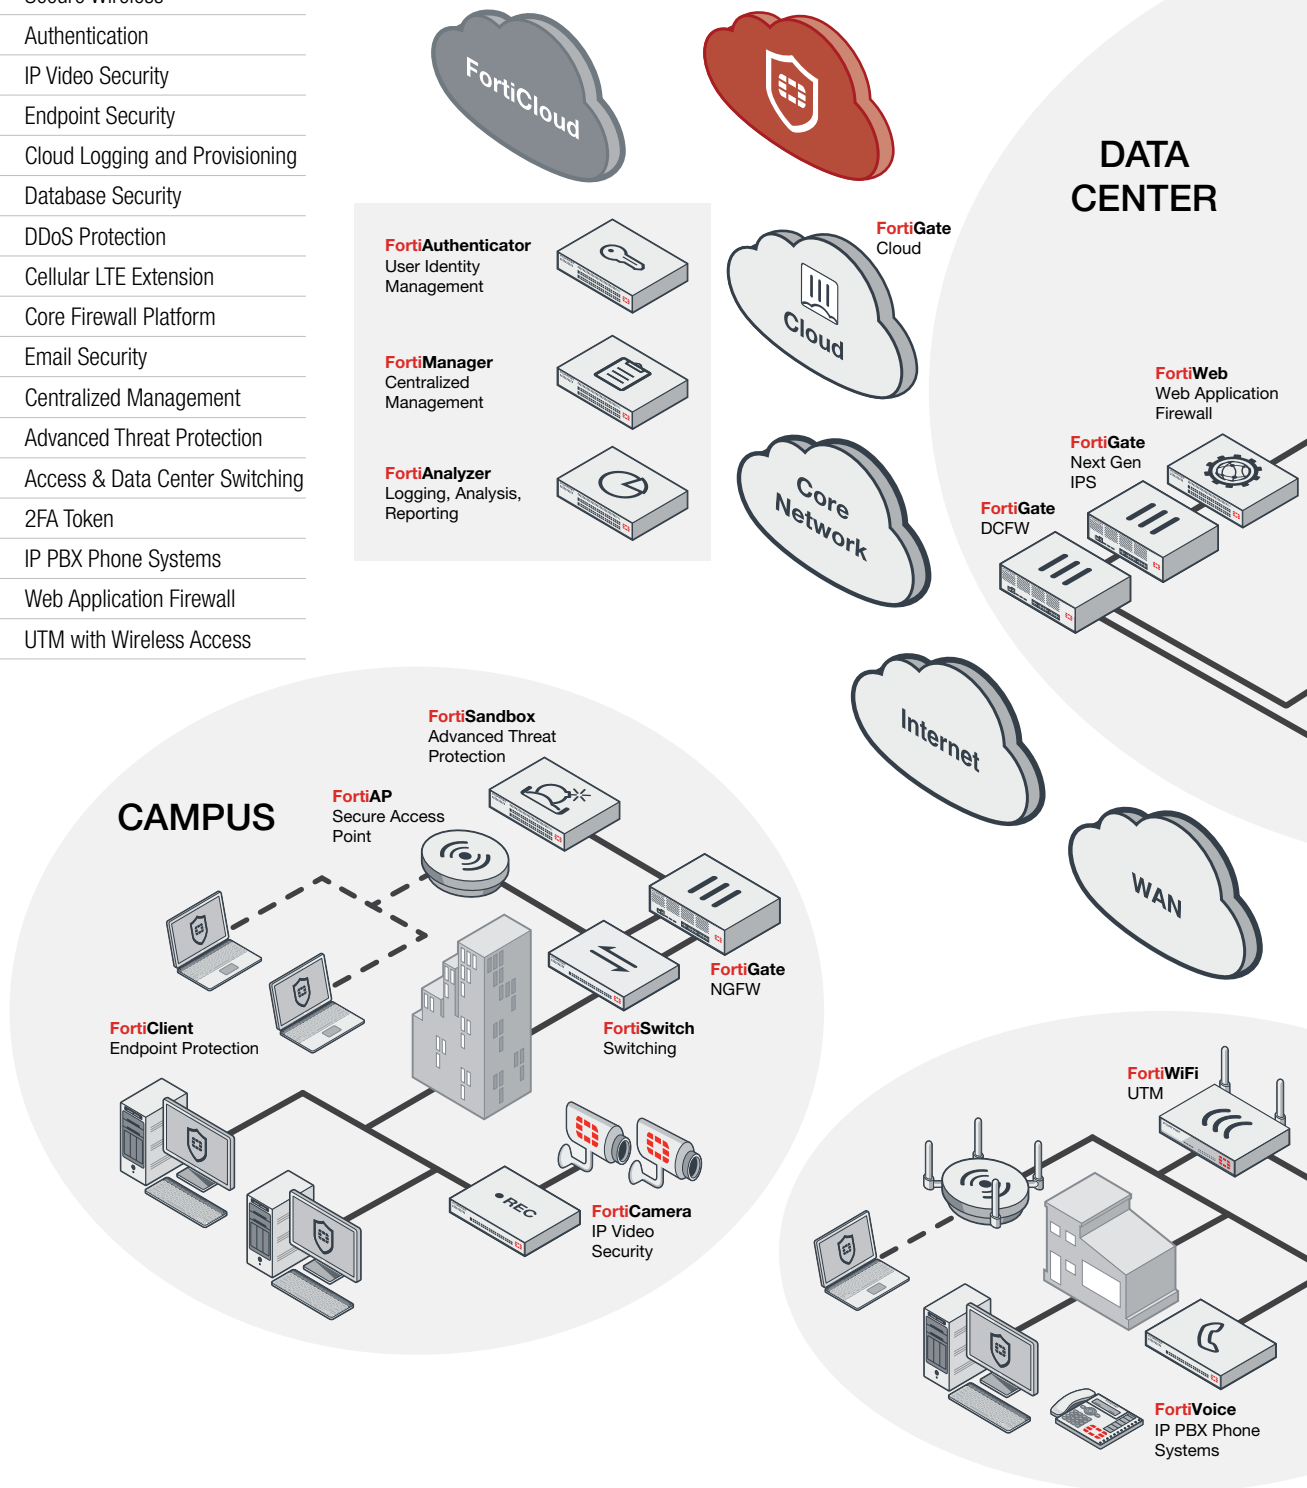 Secure Wireless
Authentication
IP Video Security
Endpoint Security
Cloud Logging and Provisioning
Database Security
DDoS Protection
Cellular LTE Extension
Core Firewall Platform
Email Security
Centralized Management
Advanced Threat Protection
Access & Data Center Switching
2FA Token
IP PBX Phone Systems
Web Application Firewall
UTM with Wireless Access
FortiCloud
FortiAuthenticator
User Identity
Management
FortiManager
Centralized
Management
FortiAnalyzer
Logging, Analysis,
Reporting
FortiGate
Cloud
Cloud
Core
Network
Internet
WAN
DATA
CENTER
FortiWeb
Web Application
Firewall
FortiGate
Next Gen
IPS
FortiGate
DCFW
CAMPUS
FortiSandbox
Advanced Threat
Protection
FortiAP
Secure Access
Point
FortiGate
NGFW
FortiSwitch
Switching
FortiClient
Endpoint Protection
REC
FortiCamera
IP Video
Security
FortiWiFi
UTM
FortiVoice
IP PBX Phone
Systems